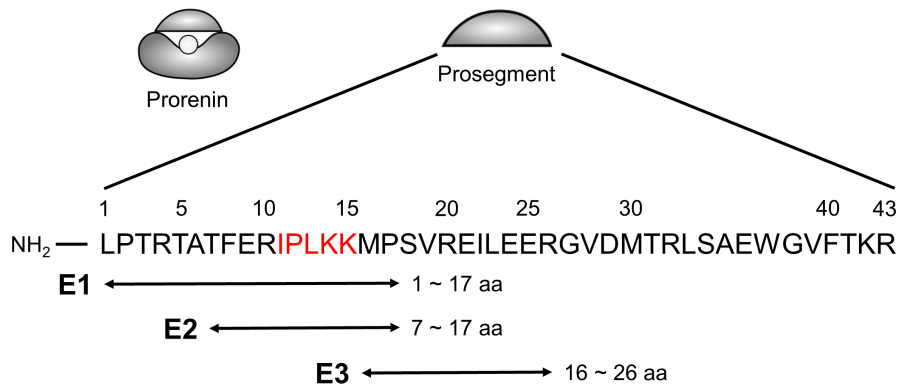 Prorenin
Prosegment
1 5 10 15 20 25 30 40 43
NH2 LPTRTATFERIPLKKMPSVREILEERGVDMTRLSAEWGVFTKR
E1 1 ~ 17 aa
E2 7 ~ 17 aa
E3 16 ~ 26 aa